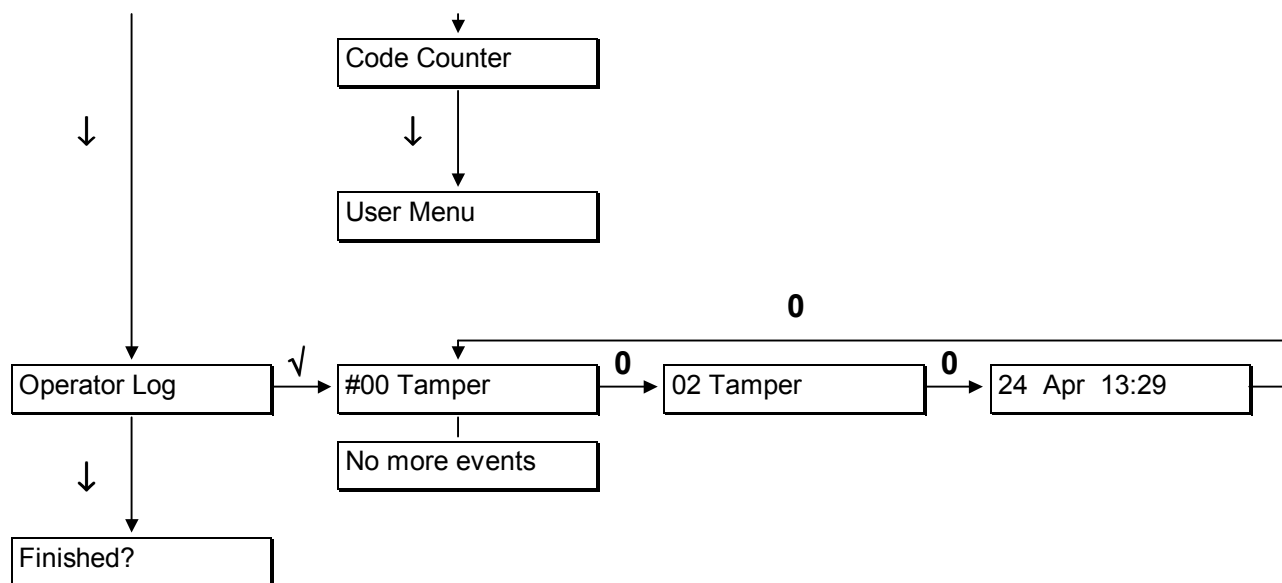 Code Counter
↓
↓
User Menu
0
Operator Log
√
#00 Tamper
0
02 Tamper
0
24 Apr 13:29
No more events
↓
Finished?